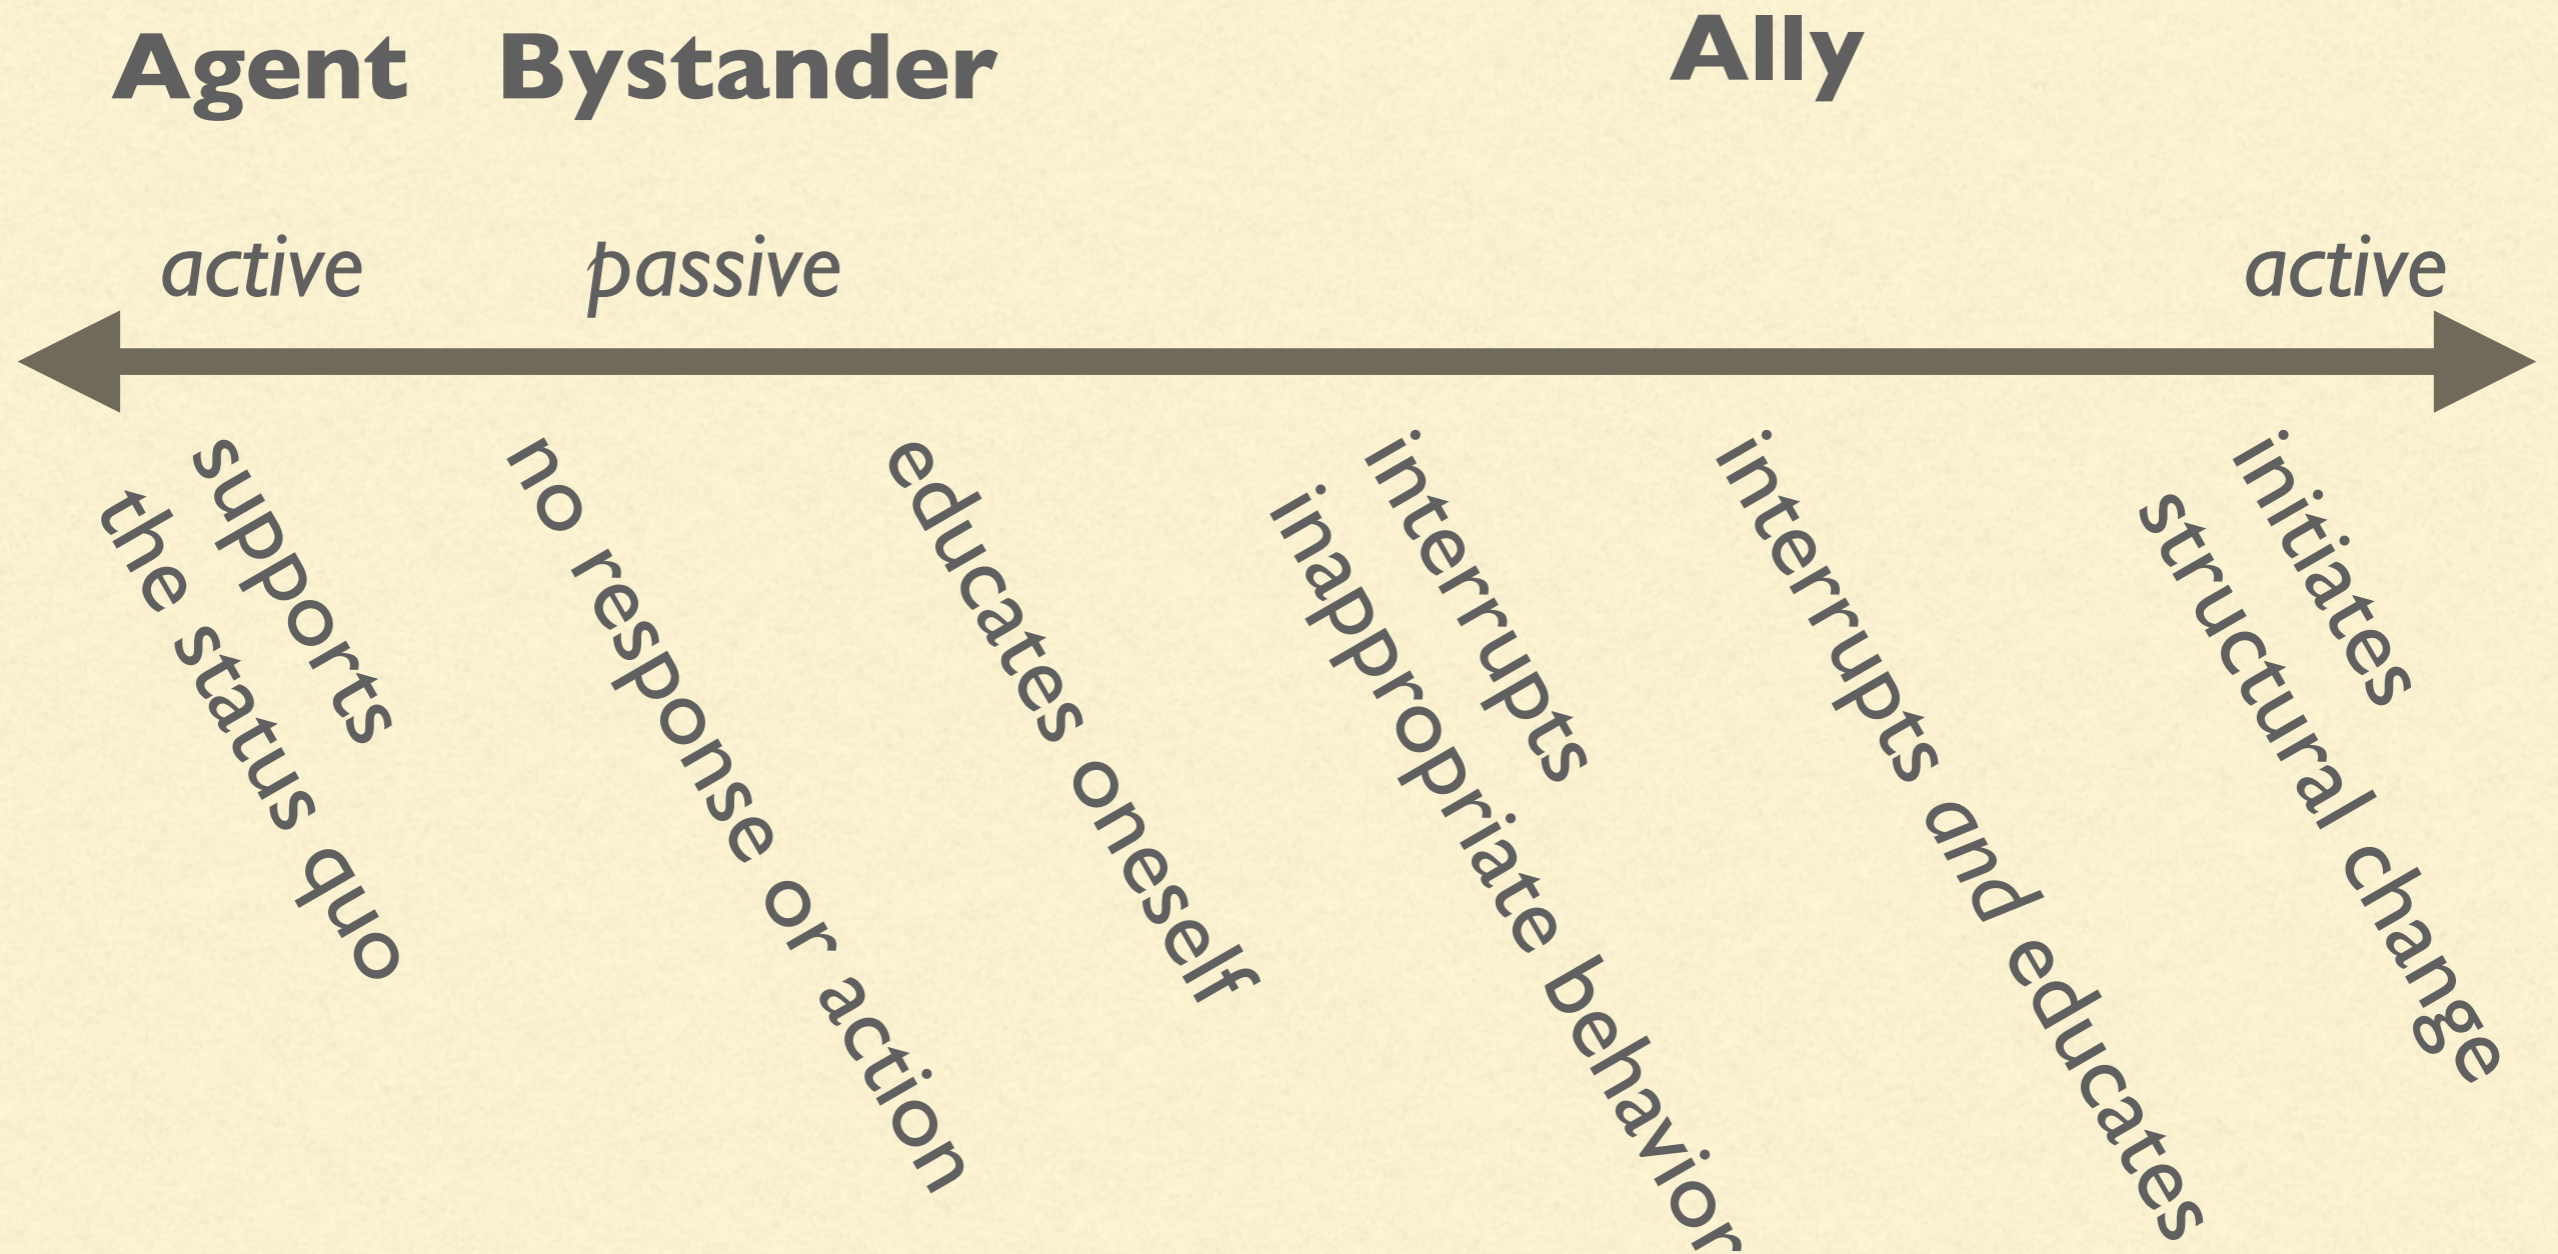 Agent Bystander Ally
active passive active
supports
the status quo
no response or action
educates oneself
interrupts
inappropriate behavior
interrupts and educates
initiates
structural change